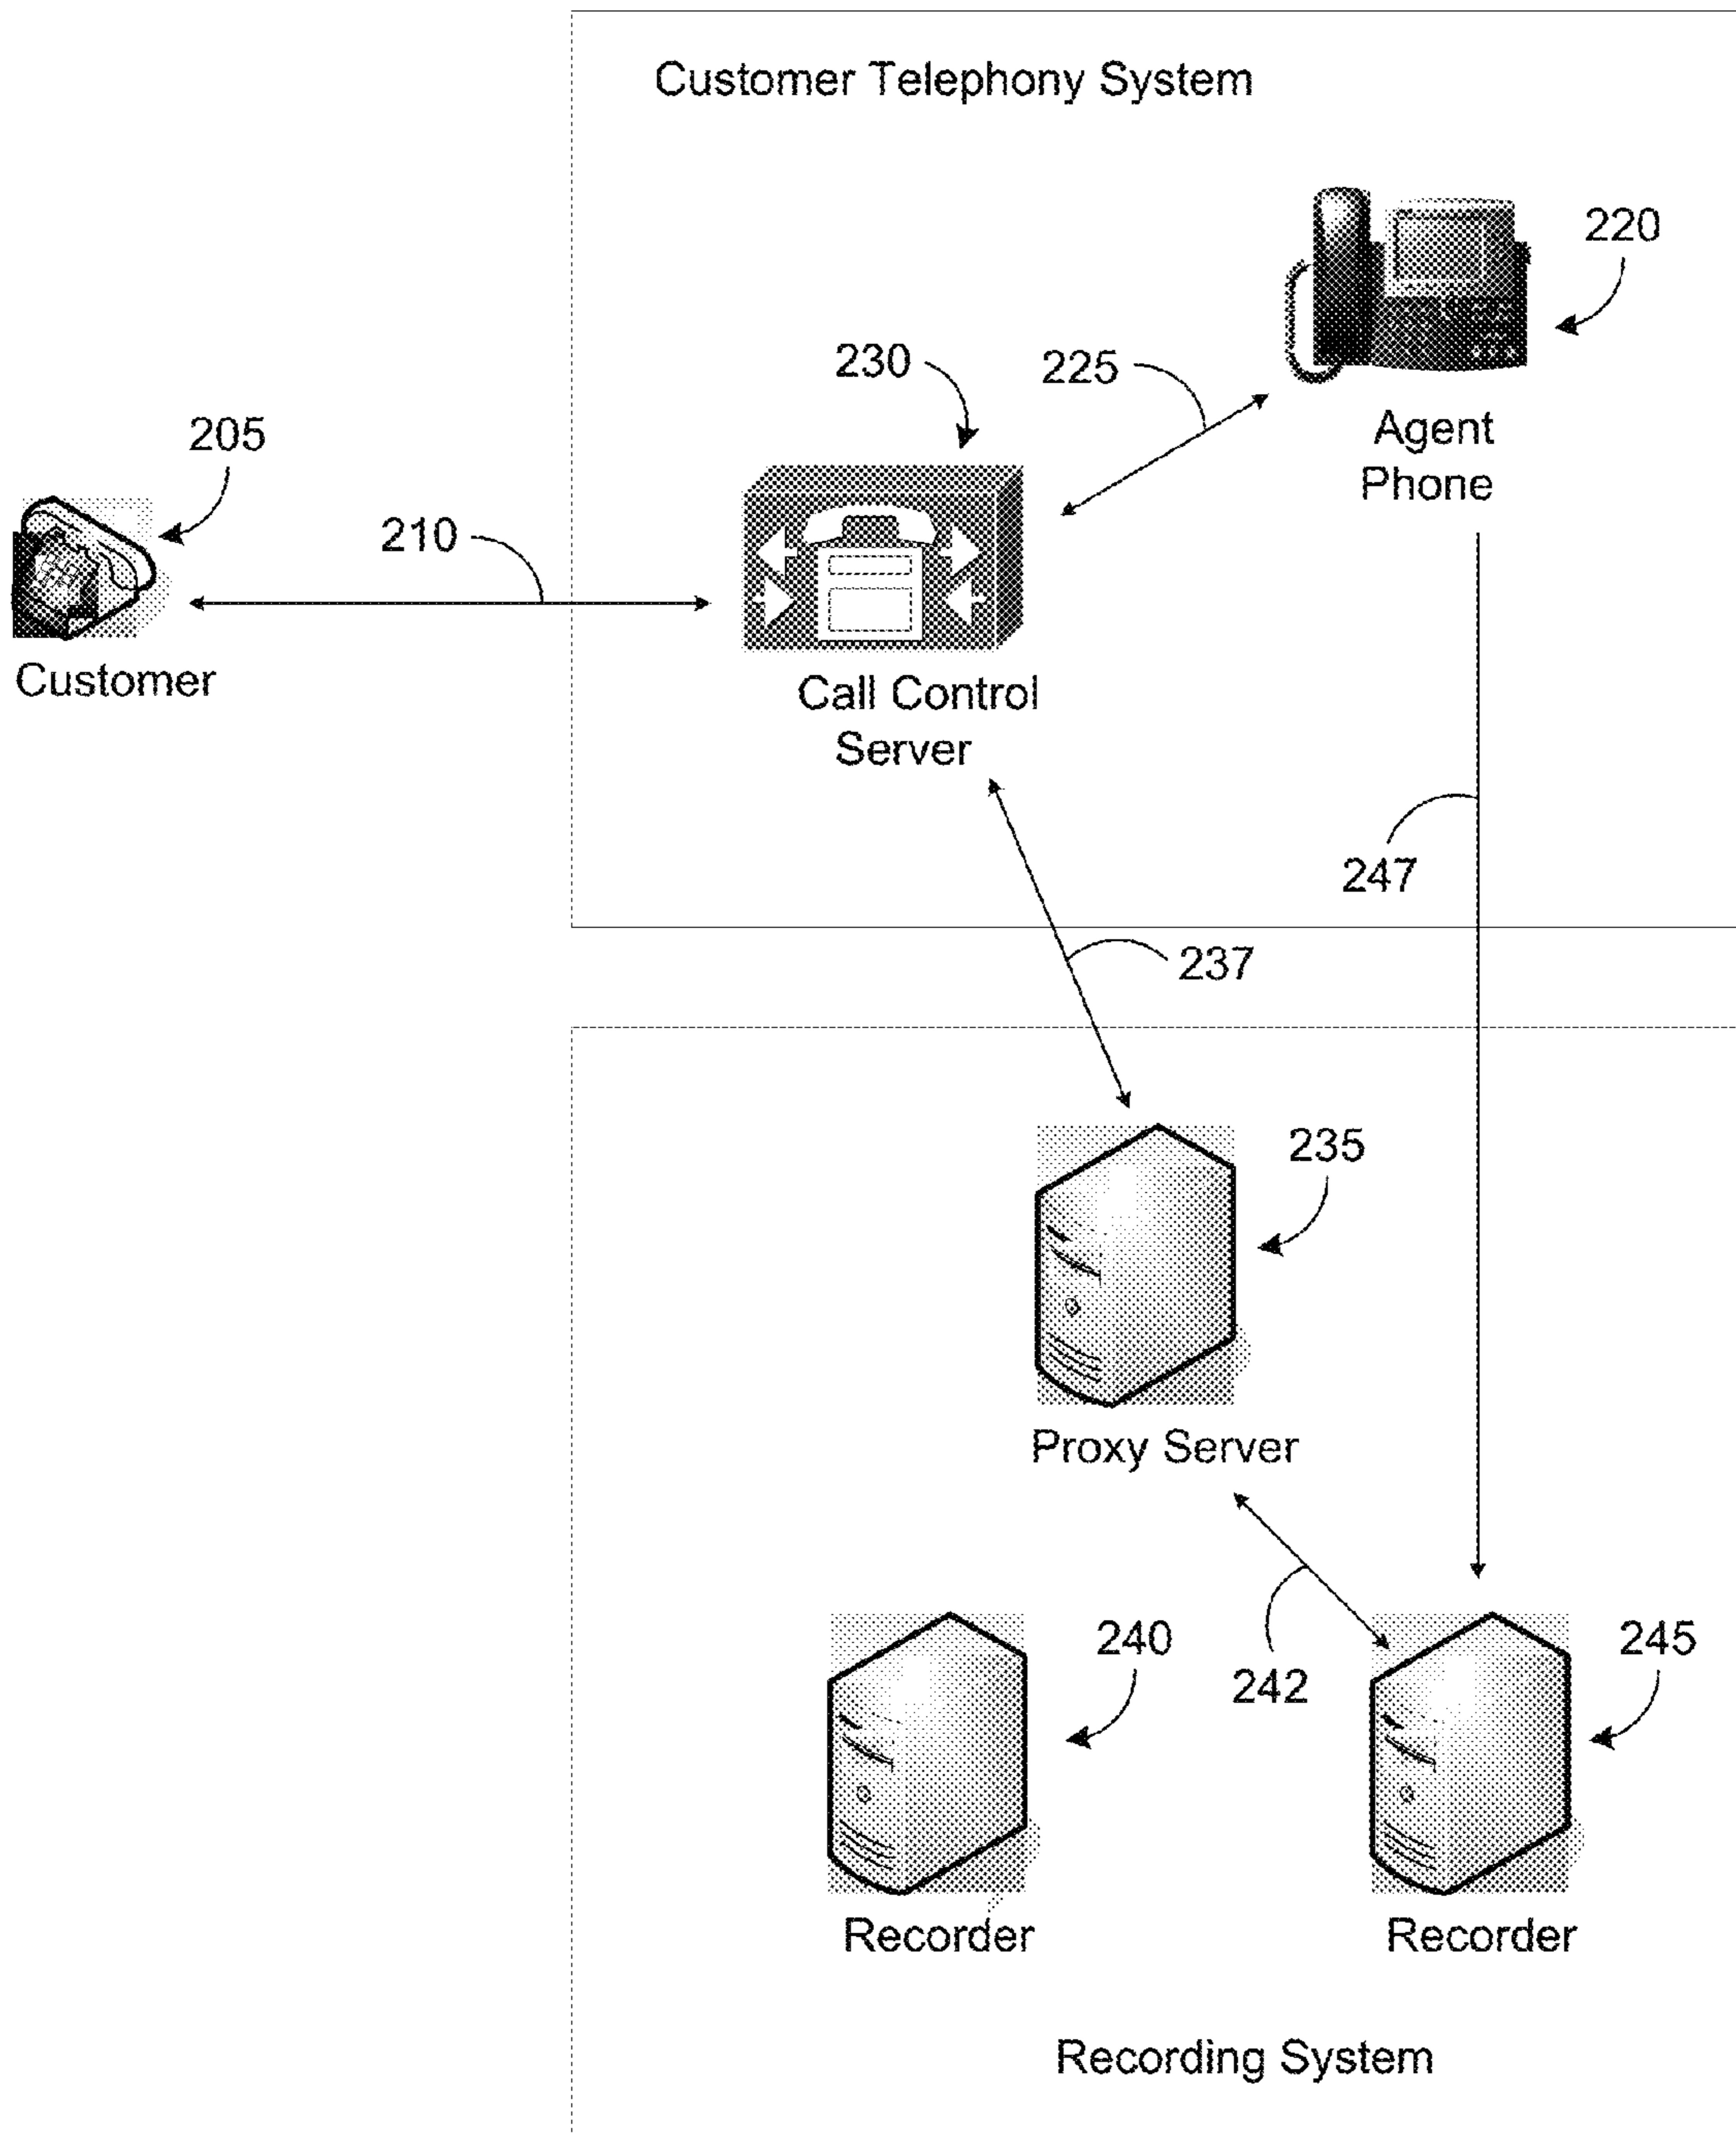 Customer Telephony System
220
230
225
Agent
Phone
205
210
Customer
Call Control
Server
247
237
235
Proxy Server
240
242
245
Recorder
Recorder
Recording System